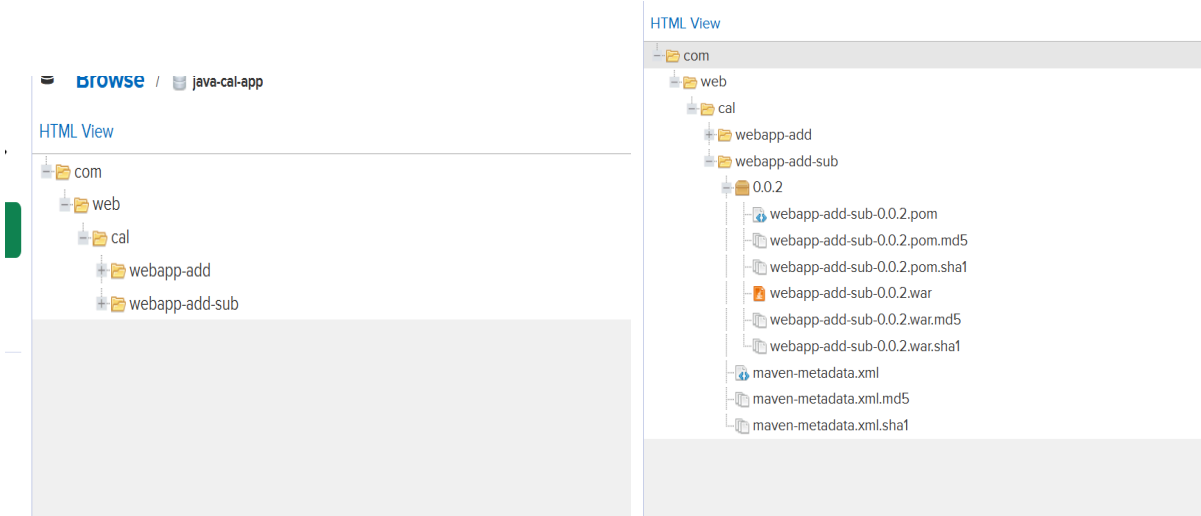 Browse / java-cal-app
HTML View
com
web
cal
webapp-add
webapp-add-sub
HTML View
com
web
cal
webapp-add
webapp-add-sub
0.0.2
webapp-add-sub-0.0.2.pom
webapp-add-sub-0.0.2.pom.md5
webapp-add-sub-0.0.2.pom.sha1
webapp-add-sub-0.0.2.war
webapp-add-sub-0.0.2.war.md5
webapp-add-sub-0.0.2.war.sha1
maven-metadata.xml
maven-metadata.xml.md5
maven-metadata.xml.sha1